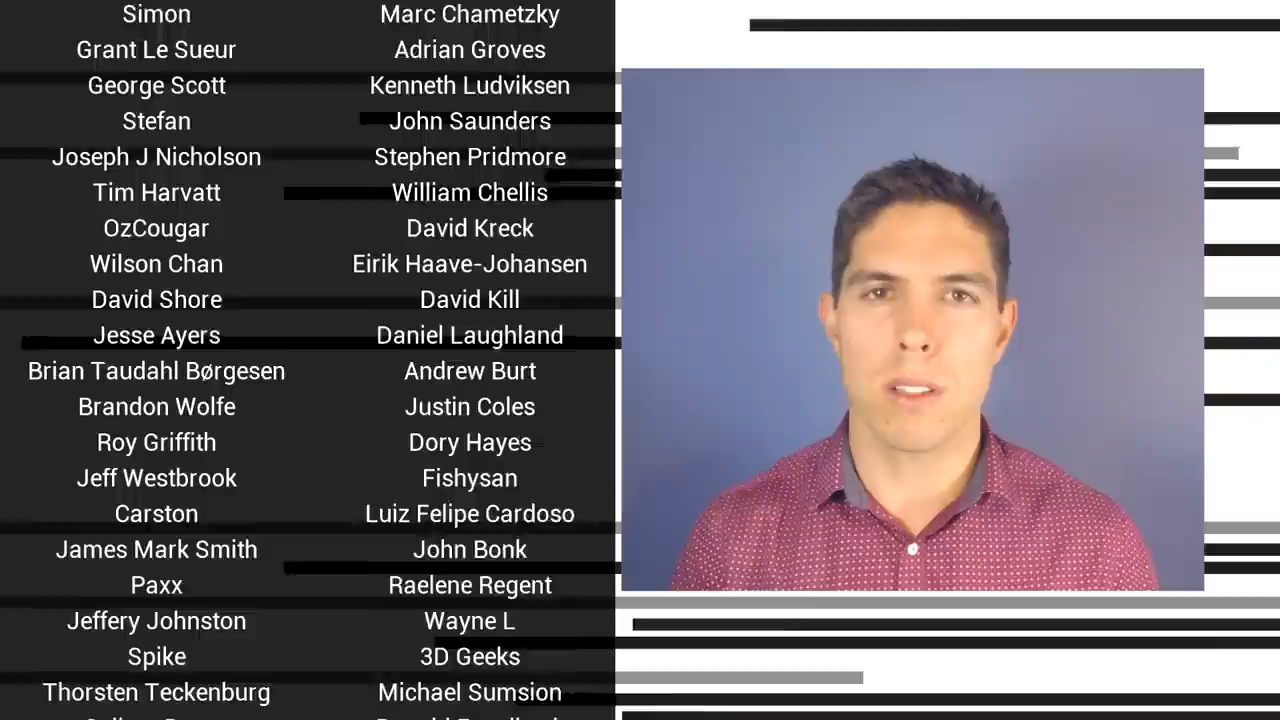 Simon
Marc Chametzky
Grant Le Sueur
Adrian Groves
George Scott
Kenneth Ludviksen
Stefan
John Saunders
Joseph J Nicholson
Stephen Pridmore
Tim Harvatt
William Chellis
OzCougar
David Kreck
Wilson Chan
Eirik Haave-Johansen
David Shore
David Kill
Jesse Ayers
Daniel Laughland
Brian Taudahl Børgesen
Andrew Burt
Brandon Wolfe
Justin Coles
Roy Griffith
Dory Hayes
Jeff Westbrook
Fishysan
Carston
Luiz Felipe Cardoso
James Mark Smith
John Bonk
Paxx
Raelene Regent
Jeffery Johnston
Wayne L
Spike
3D Geeks
Thorsten Teckenburg
Michael Sumsion